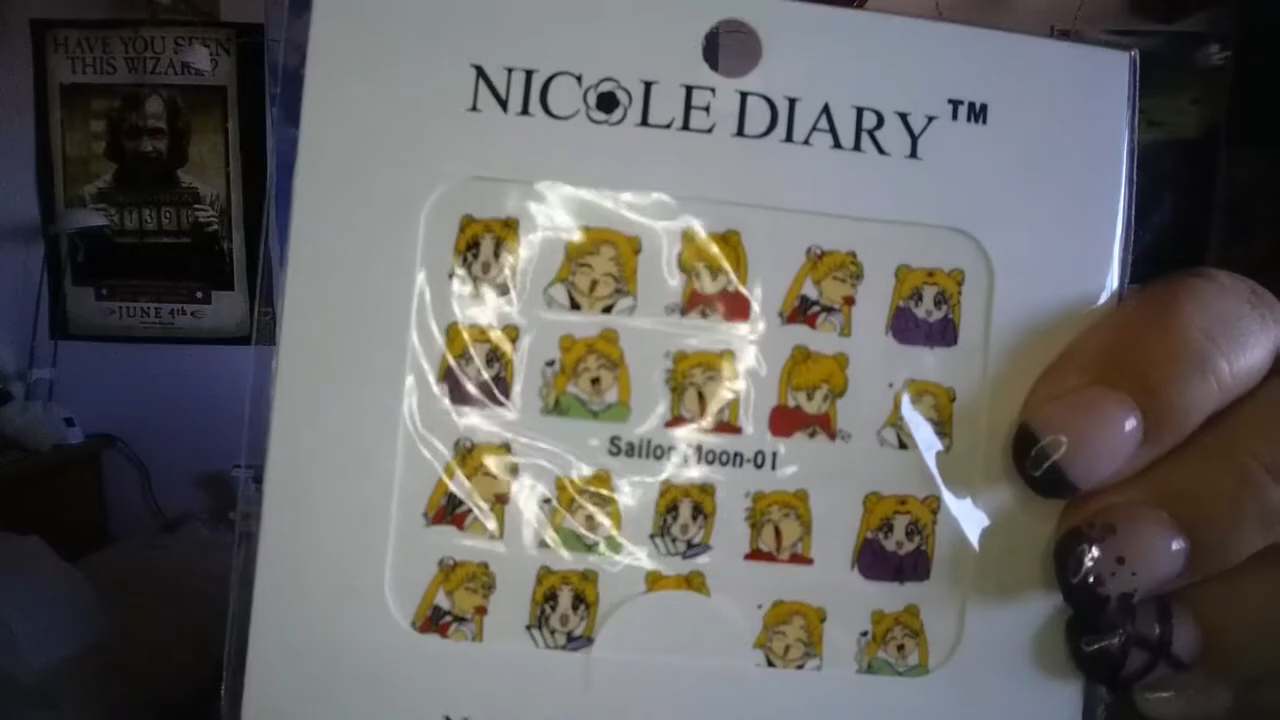 HAVE YOU SEEN
THIS WIZARD?
JUNE 4th
NICOLE DIARY™
Sailor Moon-01